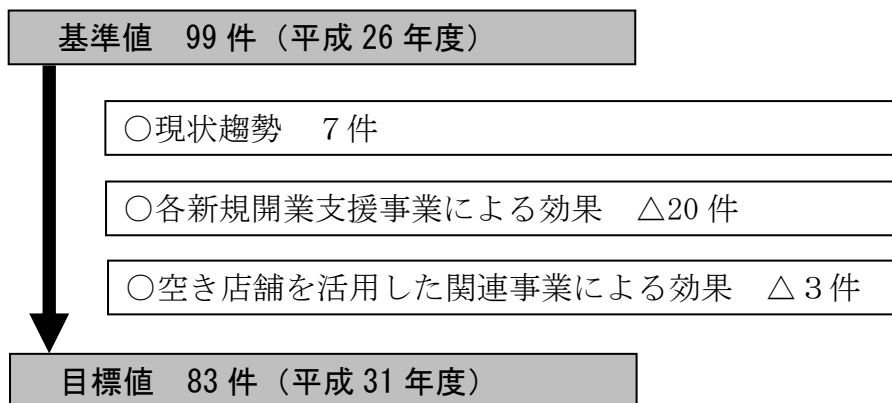 基準値　99 件（平成 26 年度）
○現状趨勢　７件
○各新規開業支援事業による効果　△20 件
○空き店舗を活用した関連事業による効果　△３件
目標値　83 件（平成 31 年度）